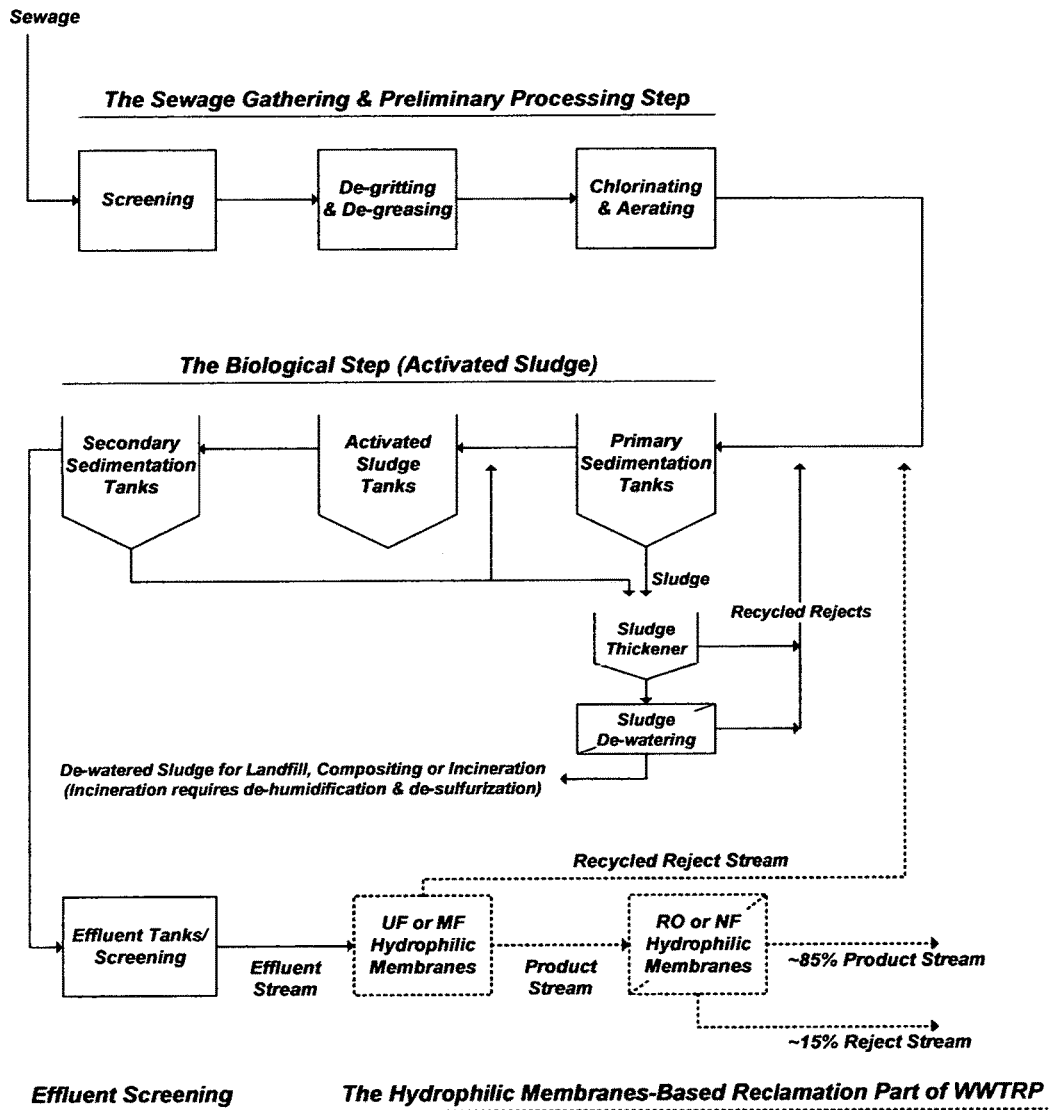 Sewage
The Sewage Gathering & Preliminary Processing Step
Screening
De-gritting
& De-greasing
Chlorinating
& Aerating
The Biological Step (Activated Sludge)
Secondary
Sedimentation
Tanks
Activated
Sludge
Tanks
Primary
Sedimentation
Tanks
Sludge
Recycled Rejects
Sludge
Thickener
Sludge
De-watering
De-watered Sludge for Landfill, Compositing or Incineration
(Incineration requires de-humidification & de-sulfurization)
Recycled Reject Stream
Effluent Tanks/
Screening
Effluent
Stream
UF or MF
Hydrophilic
Membranes
Product
Stream
RO or NF
Hydrophilic
Membranes
~85% Product Stream
~15% Reject Stream
Effluent Screening
The Hydrophilic Membranes-Based Reclamation Part of WWTRP